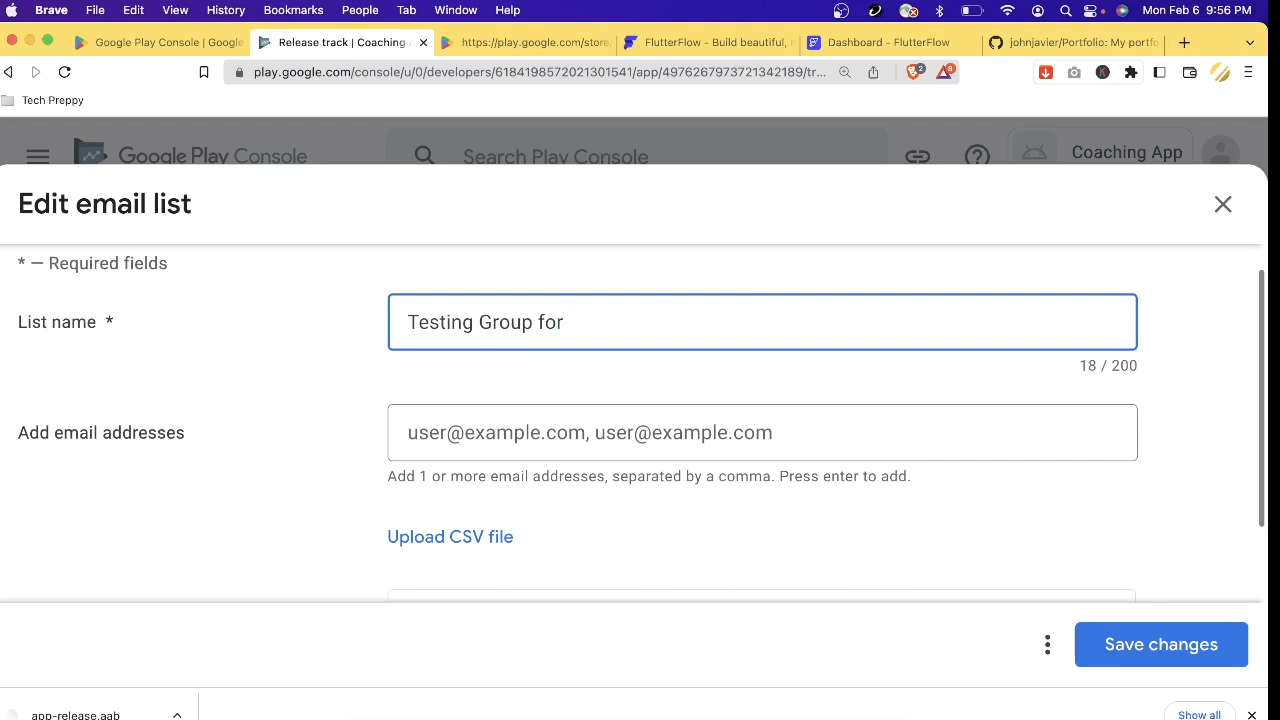 Brave File Edit View History Bookmarks People Tab Window Help Mon Feb 6 9:56 PM
Google Play Console | Google Release track | Coaching × https://play.google.com/store FlutterFlow - Build beautiful, Dashboard - FlutterFlow johnjavier/Portfolio: My portfo
play.google.com/console/u/0/developers/6184198572021301541/app/4976267973721342189/tr... 2 8 K
Tech Preppy
Google Play Console Search Play Console Coaching App
Edit email list
* — Required fields
List name *
Testing Group for
18 / 200
Add email addresses
user@example.com, user@example.com
Add 1 or more email addresses, separated by a comma. Press enter to add.
Upload CSV file
Save changes
app-release.aab Show all